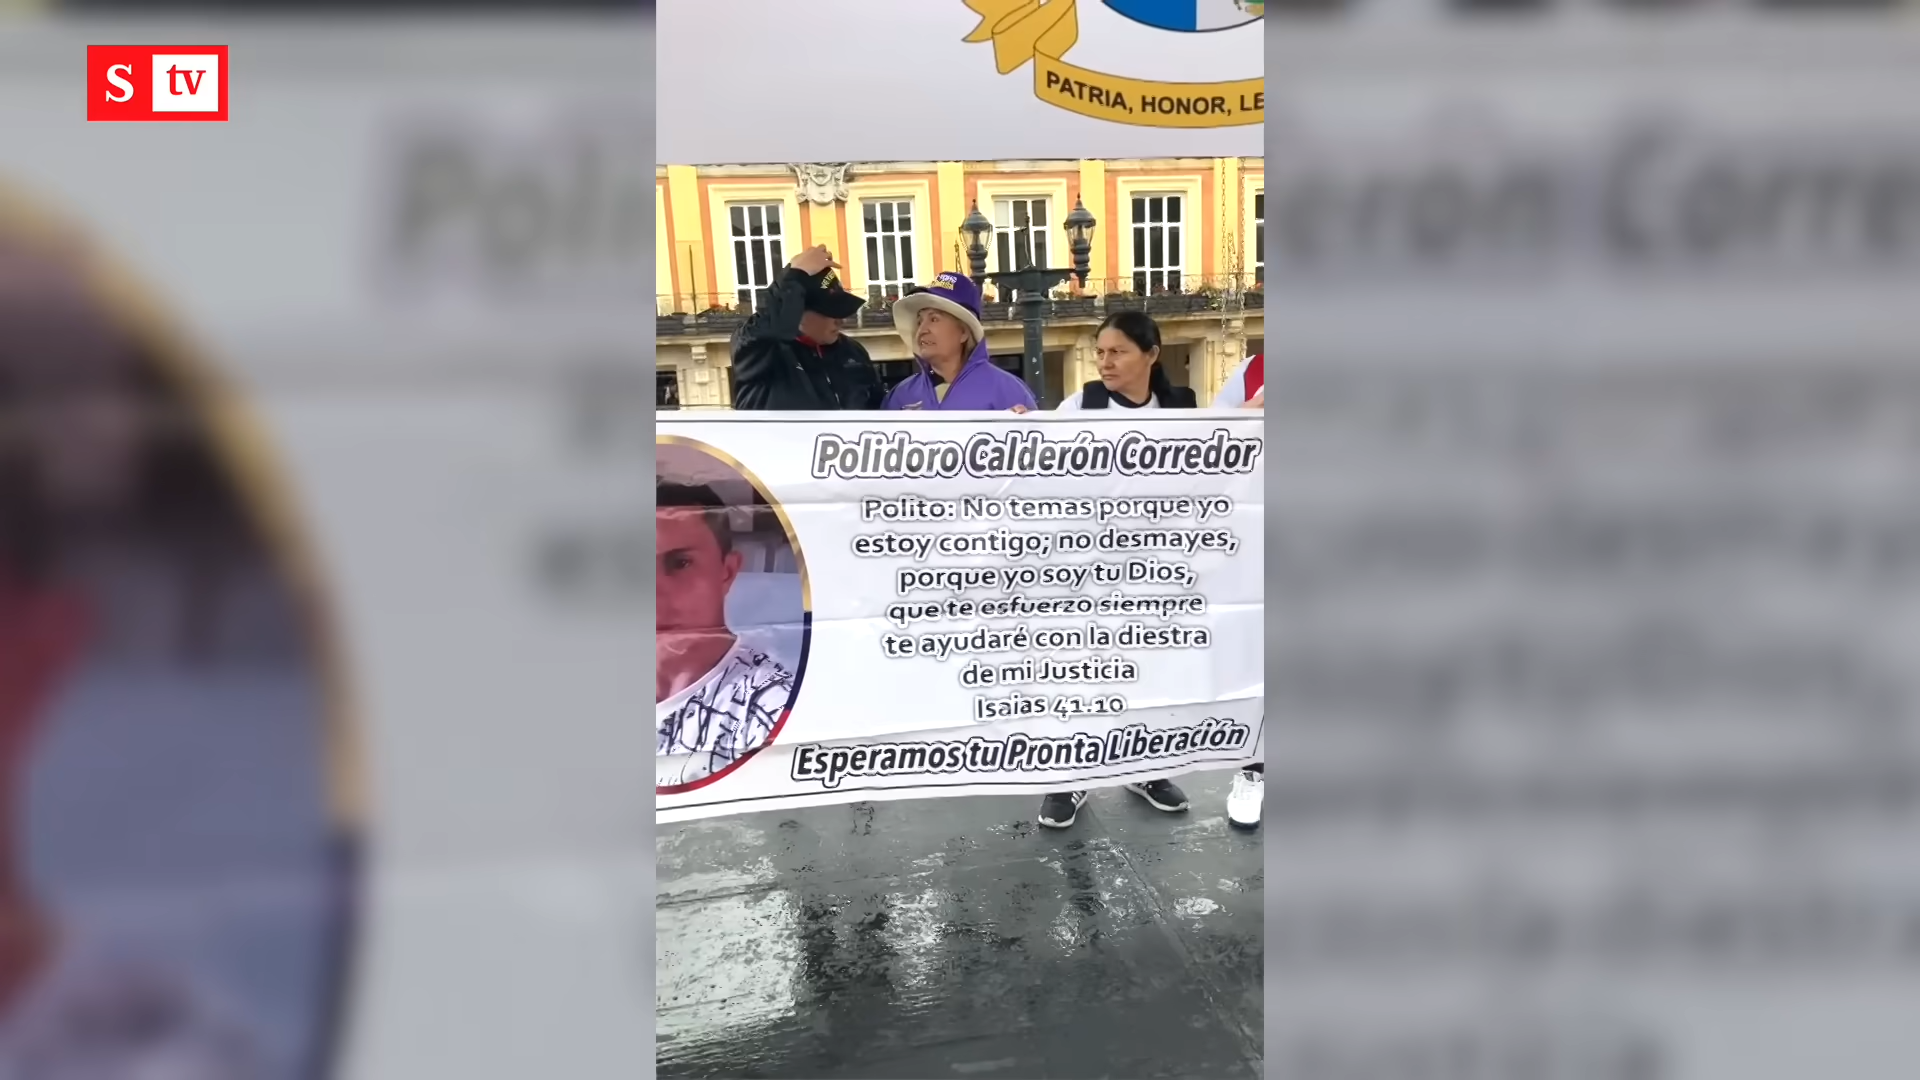 S tv
PATRIA, HONOR, LE
Polidoro Calderón Corredor
Polito: No temas porque yo
estoy contigo; no desmayes,
porque yo soy tu Dios,
que te esfuerzo siempre
te ayudaré con la diestra
de mi Justicia
Isaias 41.10
Esperamos tu Pronta Liberación